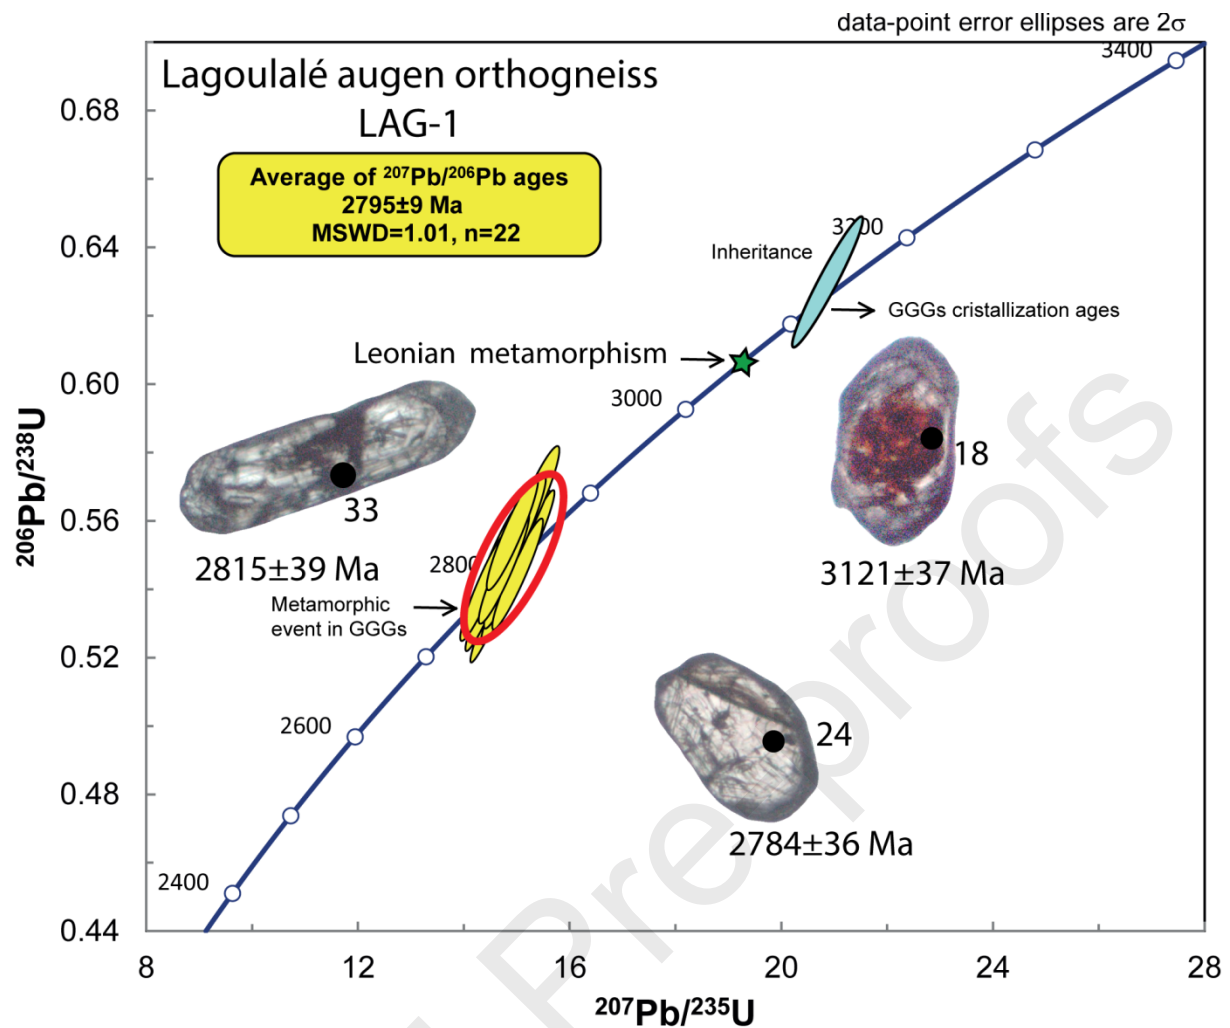 data-point error ellipses are 2σ
Lagoulalé augen orthogneiss
LAG-1
Average of ²⁰⁷Pb/²⁰⁶Pb ages
2795±9 Ma
MSWD=1.01, n=22
3400
3200
Inheritance
GGGs cristallization ages
Leonian metamorphism
3000
18
3121±37 Ma
33
2815±39 Ma
2800
Metamorphic
event in GGGs
24
2784±36 Ma
2600
2400
0.68
0.64
0.60
0.56
0.52
0.48
0.44
²⁰⁶Pb/²³⁸U
8 12 16 20 24 28
²⁰⁷Pb/²³⁵U
Preproofs